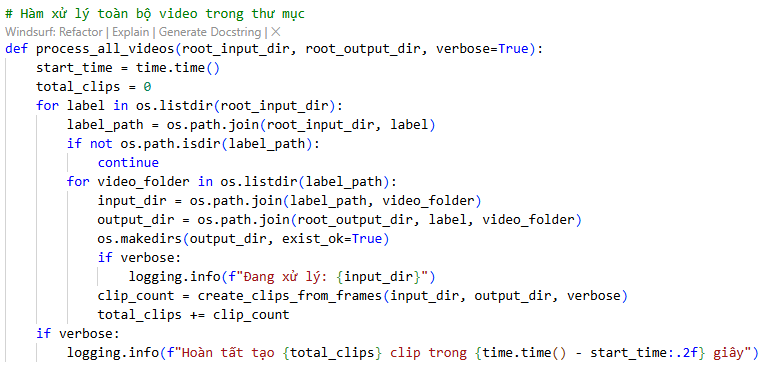 # Hàm xử lý toàn bộ video trong thư mục
Windsurf: Refactor | Explain | Generate Docstring | ×
def process_all_videos(root_input_dir, root_output_dir, verbose=True):
    start_time = time.time()
    total_clips = 0
    for label in os.listdir(root_input_dir):
        label_path = os.path.join(root_input_dir, label)
        if not os.path.isdir(label_path):
            continue
        for video_folder in os.listdir(label_path):
            input_dir = os.path.join(label_path, video_folder)
            output_dir = os.path.join(root_output_dir, label, video_folder)
            os.makedirs(output_dir, exist_ok=True)
            if verbose:
                logging.info(f"Đang xử lý: {input_dir}")
            clip_count = create_clips_from_frames(input_dir, output_dir, verbose)
            total_clips += clip_count
    if verbose:
        logging.info(f"Hoàn tất tạo {total_clips} clip trong {time.time() - start_time:.2f} giây")